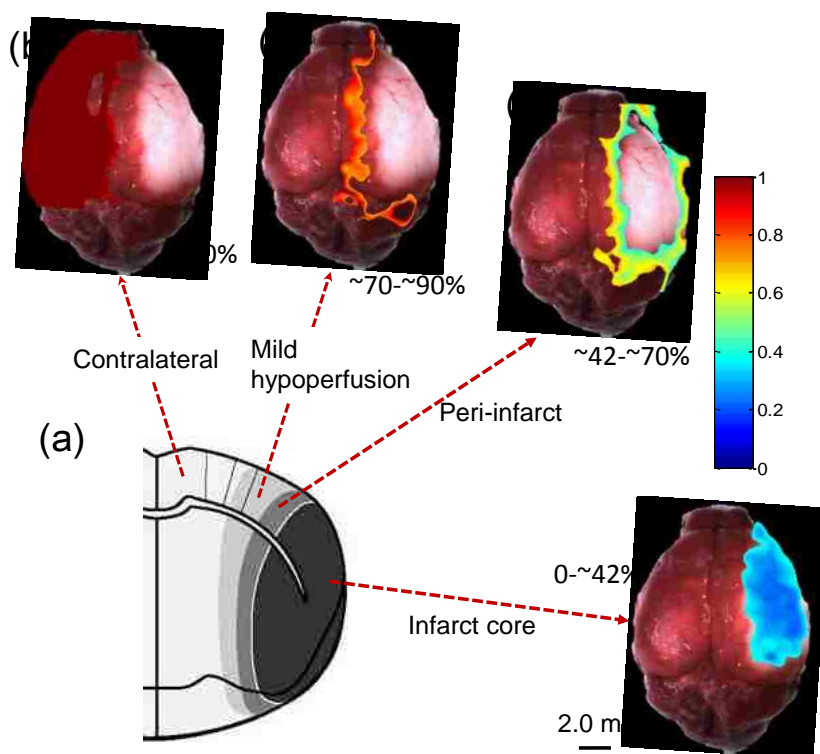 (b
0%
~70-~90%
~42-~70%
1
0.8
0.6
0.4
0.2
0
Contralateral
Mild
hypoperfusion
Peri-infarct
(a)
0-~42%
Infarct core
2.0 m